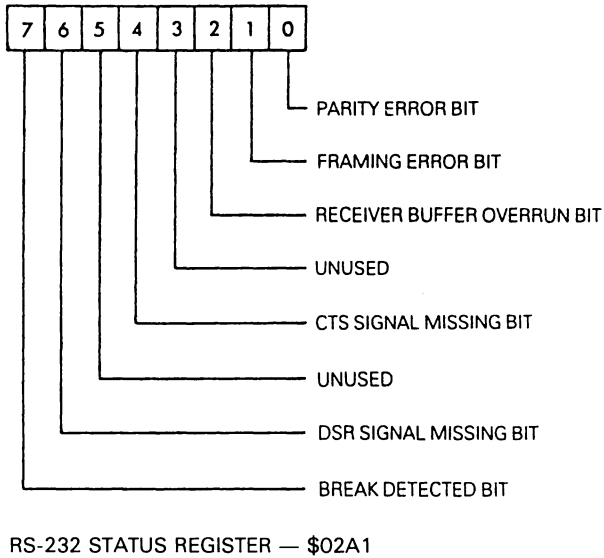 7 6 5 4 3 2 1 0
PARITY ERROR BIT
FRAMING ERROR BIT
RECEIVER BUFFER OVERRUN BIT
UNUSED
CTS SIGNAL MISSING BIT
UNUSED
DSR SIGNAL MISSING BIT
BREAK DETECTED BIT
RS-232 STATUS REGISTER — $02A1